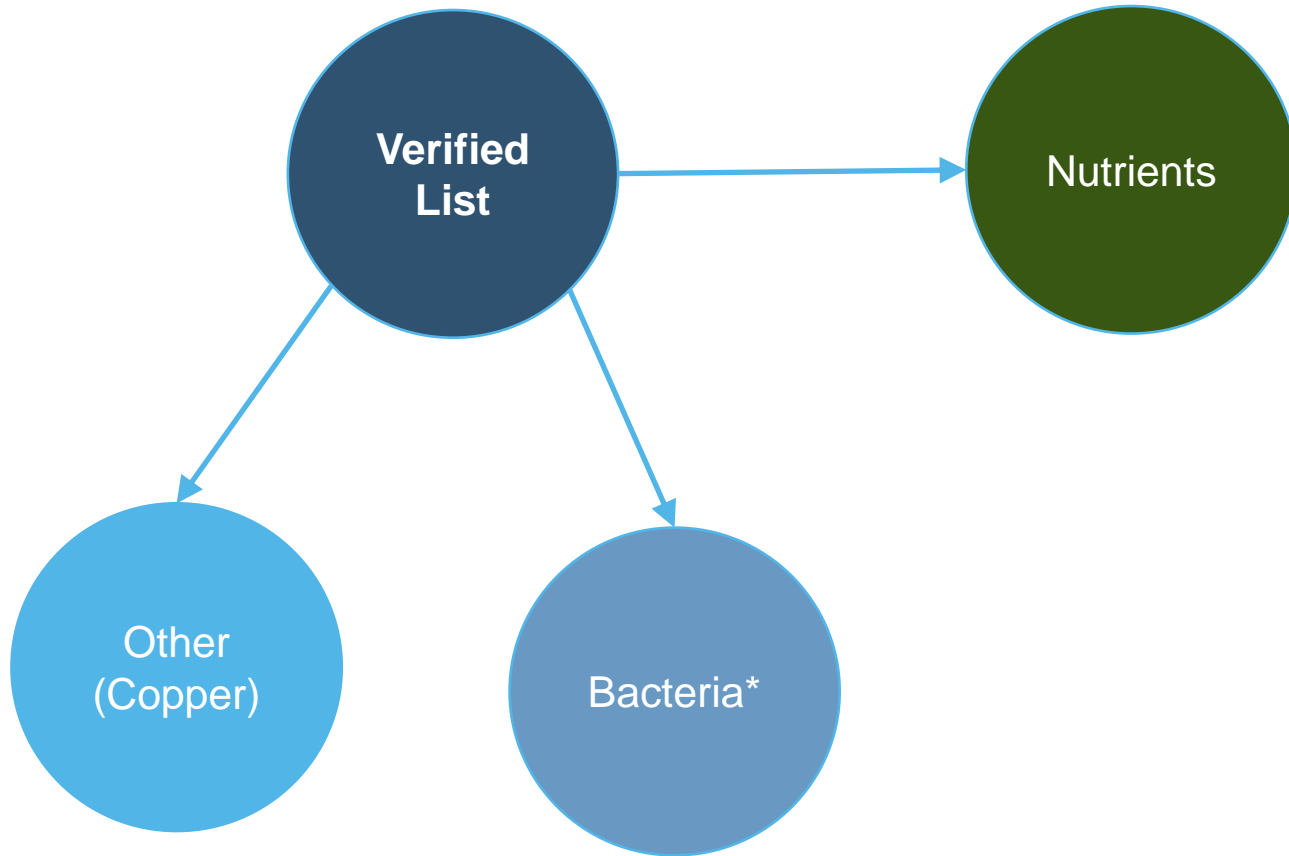 Verified
List
Nutrients
Other
(Copper)
Bacteria*